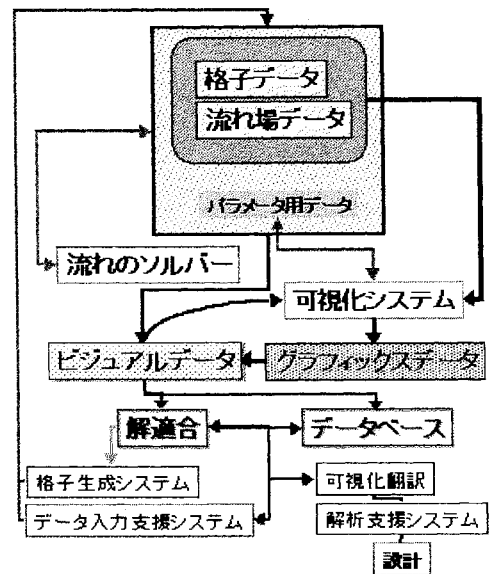 格子データ
流れ場データ
パラメータ用データ
流れのソルバー
可視化システム
ビジュアルデータ
グラフィックスデータ
解適合
データベース
格子生成システム
可視化翻訳
データ入力支援システム
解析支援システム
設計